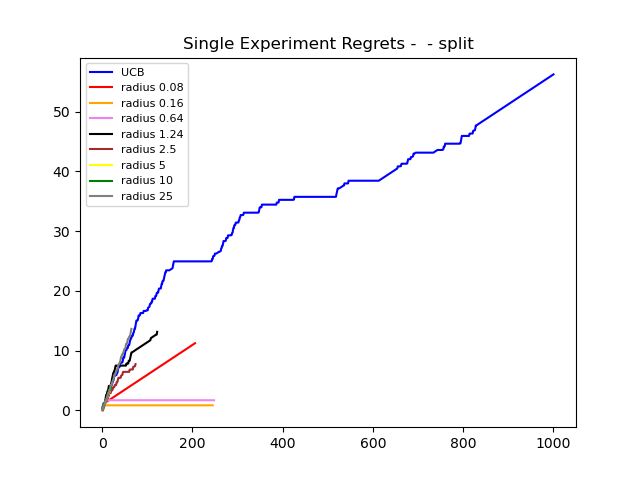 Single Experiment Regrets -  - split
UCB
radius 0.08
radius 0.16
radius 0.64
radius 1.24
radius 2.5
radius 5
radius 10
radius 25
50
40
30
20
10
0
0 200 400 600 800 1000